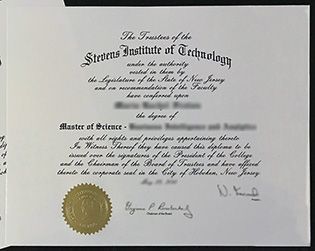 The Trustees of the
Stevens Institute of Technology
under the authority
vested in them by
the Legislature of the State of New Jersey
and on recommendation of the Faculty
have conferred upon
the degree of
Master of Science -
with all rights and privileges appertaining thereto
In Witness Thereof they have caused this diploma to be
issued over the signatures of the President of the College
and the Chairman of the Board of Trustees and have affixed
thereto the corporate seal in the City of Hoboken, New Jersey
Chairman of the Board